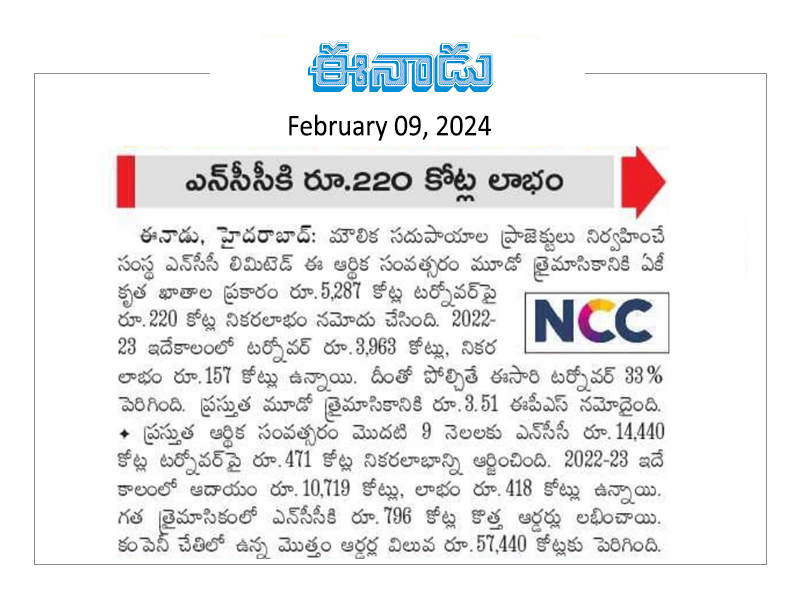 ఈనాడు
February 09, 2024
ఎన్‌సీసీకి రూ.220 కోట్ల లాభం
ఈనాడు, హైదరాబాద్: మౌలిక సదుపాయాల ప్రాజెక్టులు నిర్వహించే
సంస్థ ఎన్‌సీసీ లిమిటెడ్ ఈ ఆర్థిక సంవత్సరం మూడో త్రైమాసికానికి ఏకీ
కృత ఖాతాల ప్రకారం రూ.5,287 కోట్ల టర్నోవర్‌పై
రూ.220 కోట్ల నికరలాభం నమోదు చేసింది. 2022-
23 ఇదేకాలంలో టర్నోవర్ రూ.3,963 కోట్లు, నికర
లాభం రూ.157 కోట్లు ఉన్నాయి. దీంతో పోల్చితే ఈసారి టర్నోవర్ 33%
పెరిగింది. ప్రస్తుత మూడో త్రైమాసికానికి రూ.3.51 ఈపీఎస్ నమోదైంది.
✦ ప్రస్తుత ఆర్థిక సంవత్సరం మొదటి 9 నెలలకు ఎన్‌సీసీ రూ.14,440
కోట్ల టర్నోవర్‌పై రూ.471 కోట్ల నికరలాభాన్ని ఆర్జించింది. 2022-23 ఇదే
కాలంలో ఆదాయం రూ.10,719 కోట్లు, లాభం రూ.418 కోట్లు ఉన్నాయి.
గత త్రైమాసికంలో ఎన్‌సీసీకి రూ.796 కోట్ల కొత్త ఆర్డర్లు లభించాయి.
కంపెనీ చేతిలో ఉన్న మొత్తం ఆర్డర్ల విలువ రూ.57,440 కోట్లకు పెరిగింది.
NCC